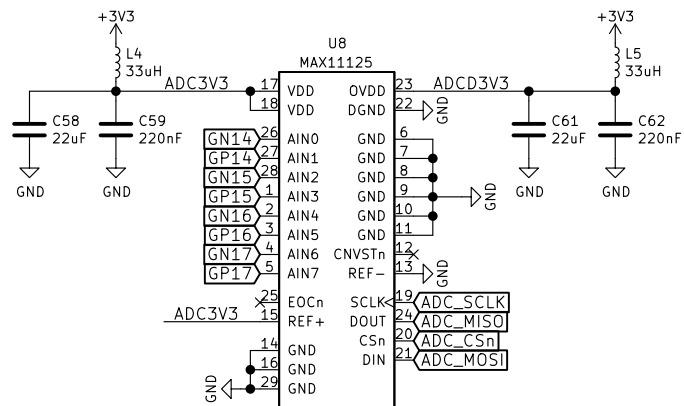 +3V3
L4
33uH
ADC3V3
C58
22uF
C59
220nF
GND
GND
U8
MAX11125
+3V3
L5
33uH
ADCD3V3
C61
22uF
C62
220nF
GND
GND
17 VDD OVDD 23
18 VDD DGND 22 GND
GN14 26 AIN0 GND 6
GP14 27 AIN1 GND 7
GN15 28 AIN2 GND 8
GP15 1 AIN3 GND 9 GND
GN16 2 AIN4 GND 10
GP16 3 AIN5 GND 11
GN17 4 AIN6 CNVSTn 12
GP17 5 AIN7 REF- 13 GND
25 EOCn SCLK 19 ADC_SCLK
ADC3V3 15 REF+ DOUT 24 ADC_MISO
CSn 20 ADC_CSn
14 GND DIN 21 ADC_MOSI
16 GND
GND 29 GND